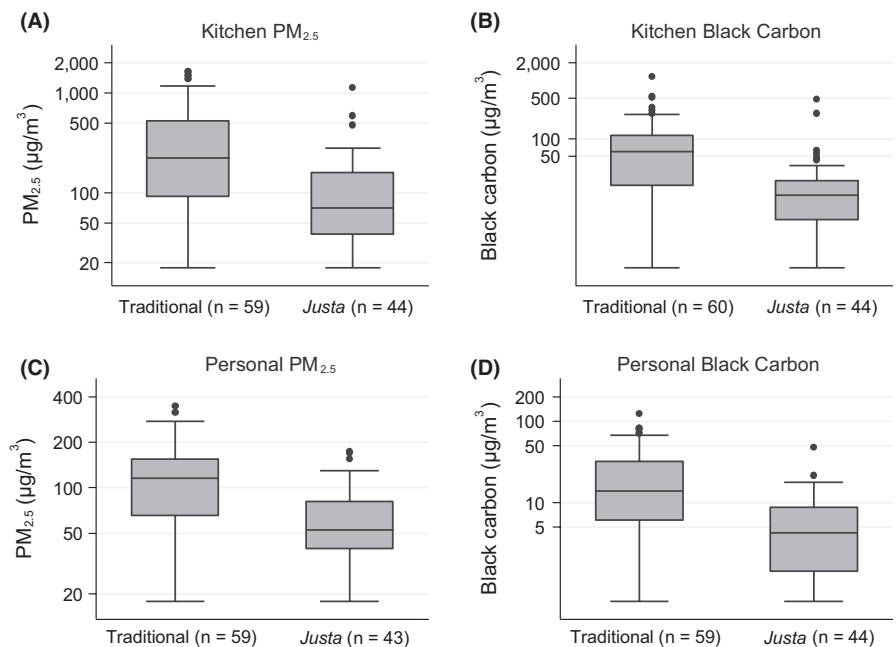 (A)
Kitchen PM2.5
2,000
1,000
500
100
50
20
PM2.5 (µg/m3)
Traditional (n = 59)
Justa (n = 44)
(B)
Kitchen Black Carbon
2,000
500
100
50
Black carbon (µg/m3)
Traditional (n = 60)
Justa (n = 44)
(C)
Personal PM2.5
400
200
100
50
20
PM2.5 (µg/m3)
Traditional (n = 59)
Justa (n = 43)
(D)
Personal Black Carbon
200
100
50
10
5
Black carbon (µg/m3)
Traditional (n = 59)
Justa (n = 44)